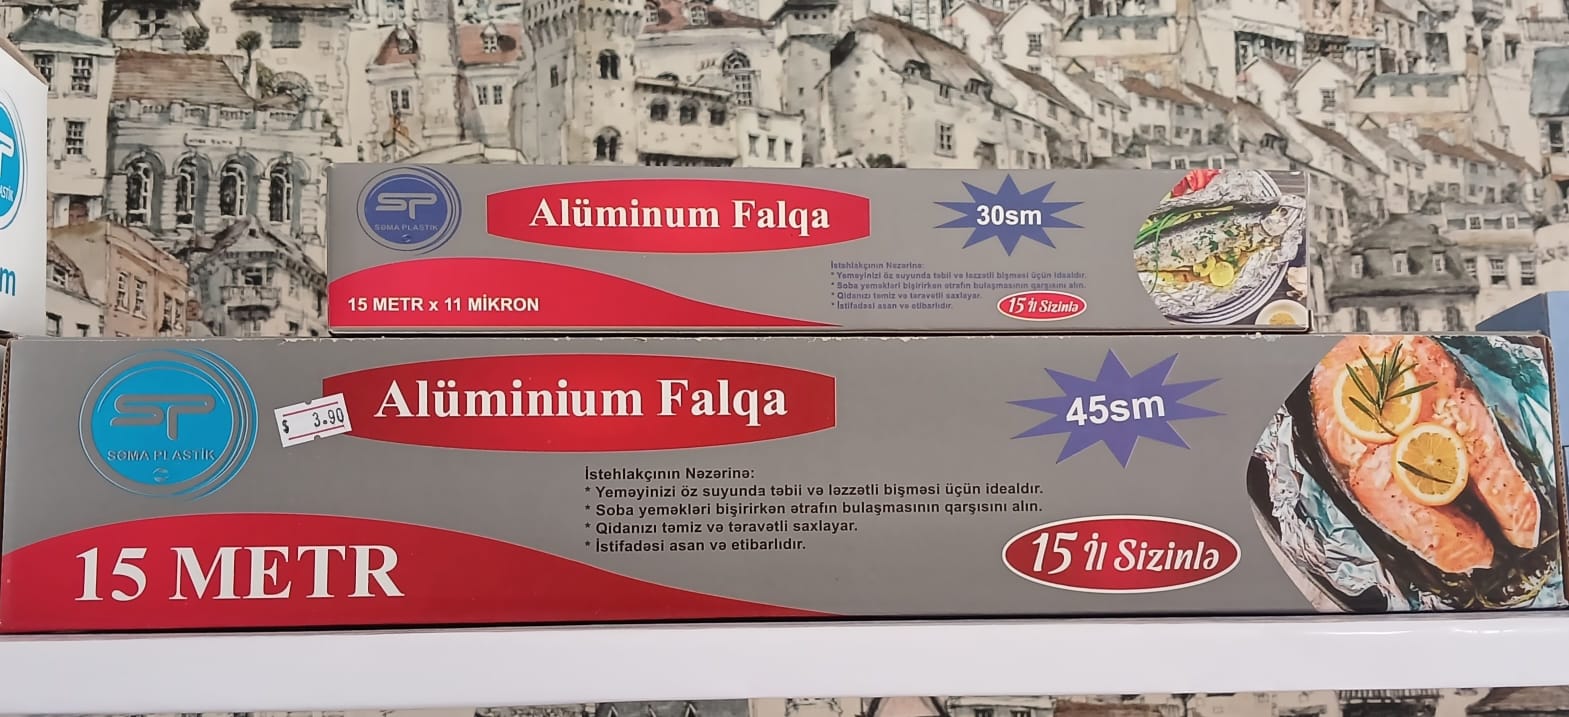 SP
SƏMA PLASTİK
Alüminum Falqa
30sm
15 METR x 11 MİKRON
İstehlakçının Nəzərinə:
* Yeməyinizi öz suyunda təbii və ləzzətli bişməsi üçün idealdır.
* Soba yeməkləri bişirirkən ətrafın bulaşmasının qarşısını alın.
* Qidanızı təmiz və təravətli saxlayar.
* İstifadəsi asan və etibarlıdır.
15 İl Sizinlə
SP
SƏMA PLASTİK
$ 3.90
Alüminium Falqa
45sm
15 METR
İstehlakçının Nəzərinə:
* Yeməyinizi öz suyunda təbii və ləzzətli bişməsi üçün idealdır.
* Soba yeməkləri bişirirkən ətrafın bulaşmasının qarşısını alın.
* Qidanızı təmiz və təravətli saxlayar.
* İstifadəsi asan və etibarlıdır.
15 İl Sizinlə